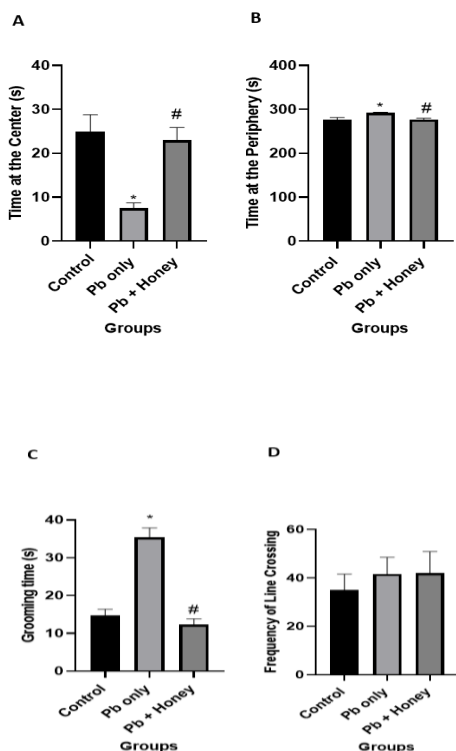 A
Time at the Center (s)
40
30
20
10
0
*
#
Control
Pb only
Pb + Honey
Groups
B
Time at the Periphery (s)
400
300
200
100
0
*
#
Control
Pb only
Pb + Honey
Groups
C
Grooming time (s)
40
30
20
10
0
*
#
Control
Pb only
Pb + Honey
Groups
D
Frequency of Line Crossing
60
40
20
0
Control
Pb only
Pb + Honey
Groups